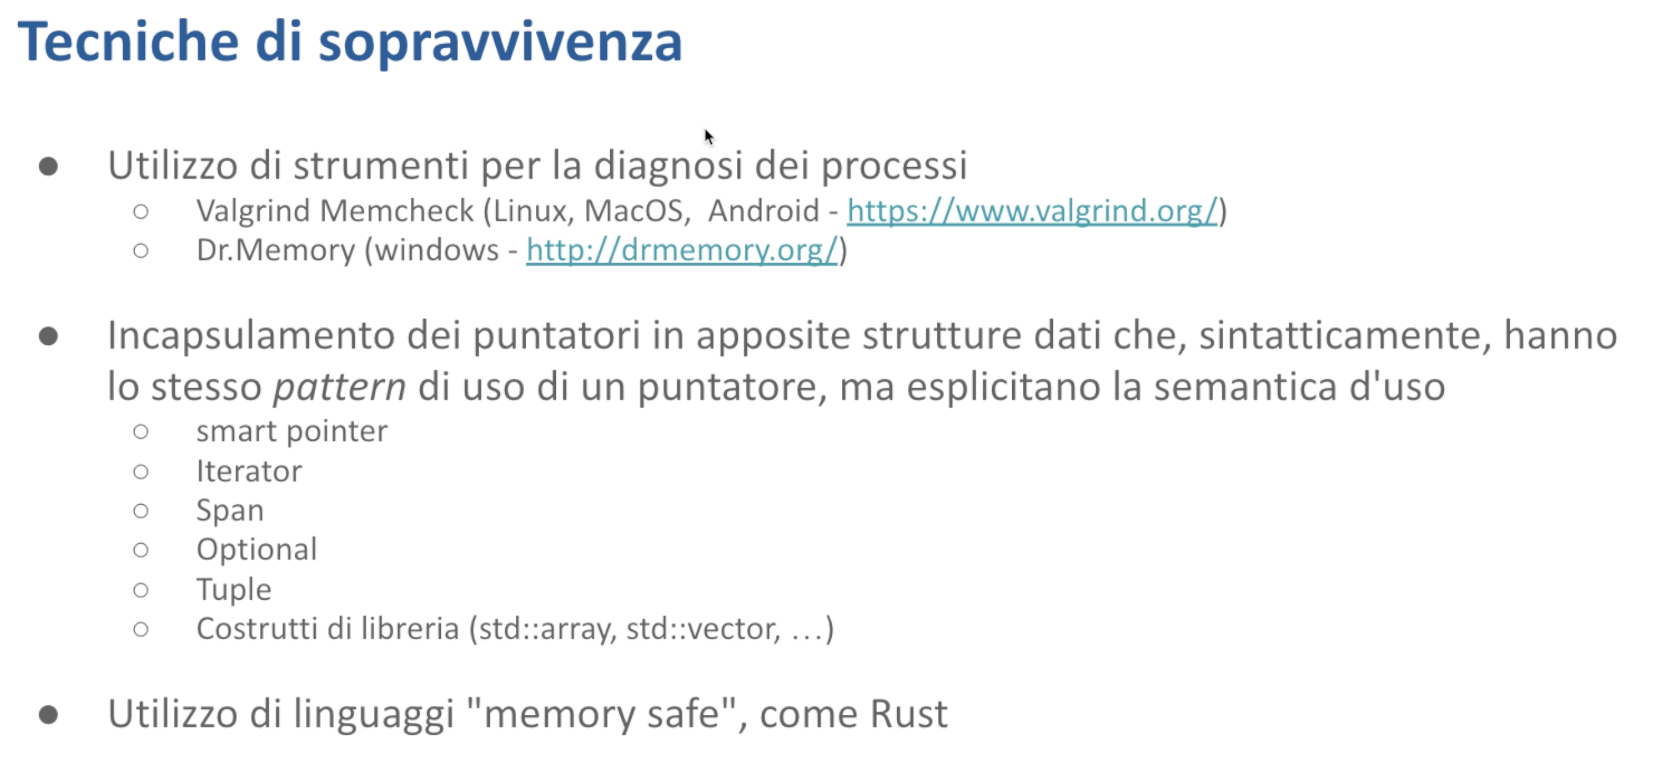 Tecniche di sopravvivenza
● Utilizzo di strumenti per la diagnosi dei processi
○ Valgrind Memcheck (Linux, MacOS, Android - https://www.valgrind.org/)
○ Dr.Memory (windows - http://drmemory.org/)
● Incapsulamento dei puntatori in apposite strutture dati che, sintatticamente, hanno
lo stesso pattern di uso di un puntatore, ma esplicitano la semantica d'uso
○ smart pointer
○ Iterator
○ Span
○ Optional
○ Tuple
○ Costrutti di libreria (std::array, std::vector, …)
● Utilizzo di linguaggi "memory safe", come Rust